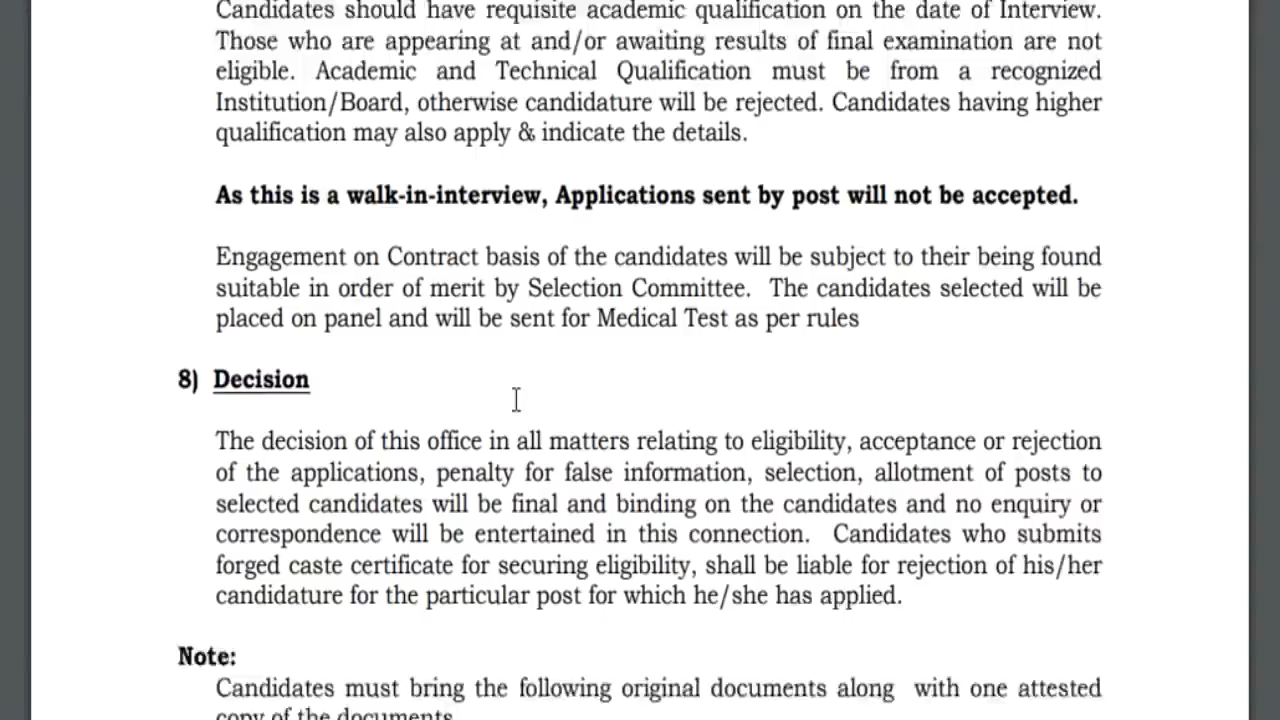 Candidates should have requisite academic qualification on the date of Interview.
Those who are appearing at and/or awaiting results of final examination are not
eligible. Academic and Technical Qualification must be from a recognized
Institution/Board, otherwise candidature will be rejected. Candidates having higher
qualification may also apply & indicate the details.
As this is a walk-in-interview, Applications sent by post will not be accepted.
Engagement on Contract basis of the candidates will be subject to their being found
suitable in order of merit by Selection Committee. The candidates selected will be
placed on panel and will be sent for Medical Test as per rules
8) Decision
The decision of this office in all matters relating to eligibility, acceptance or rejection
of the applications, penalty for false information, selection, allotment of posts to
selected candidates will be final and binding on the candidates and no enquiry or
correspondence will be entertained in this connection. Candidates who submits
forged caste certificate for securing eligibility, shall be liable for rejection of his/her
candidature for the particular post for which he/she has applied.
Note:
Candidates must bring the following original documents along with one attested
copy of the documents